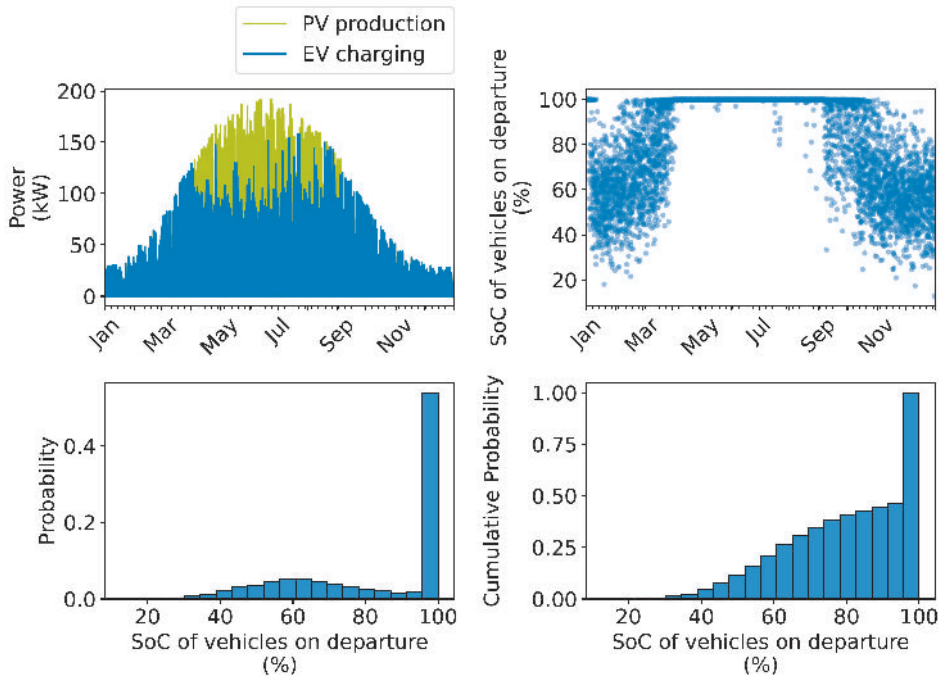 PV production
EV charging
Power
(kW)
200
150
100
50
0
Jan
Mar
May
Jul
Sep
Nov
SoC of vehicles on departure
(%)
100
80
60
40
20
Jan
Mar
May
Jul
Sep
Nov
Probability
0.4
0.2
0.0
20
40
60
80
100
SoC of vehicles on departure
(%)
Cumulative Probability
1.00
0.75
0.50
0.25
0.00
20
40
60
80
100
SoC of vehicles on departure
(%)